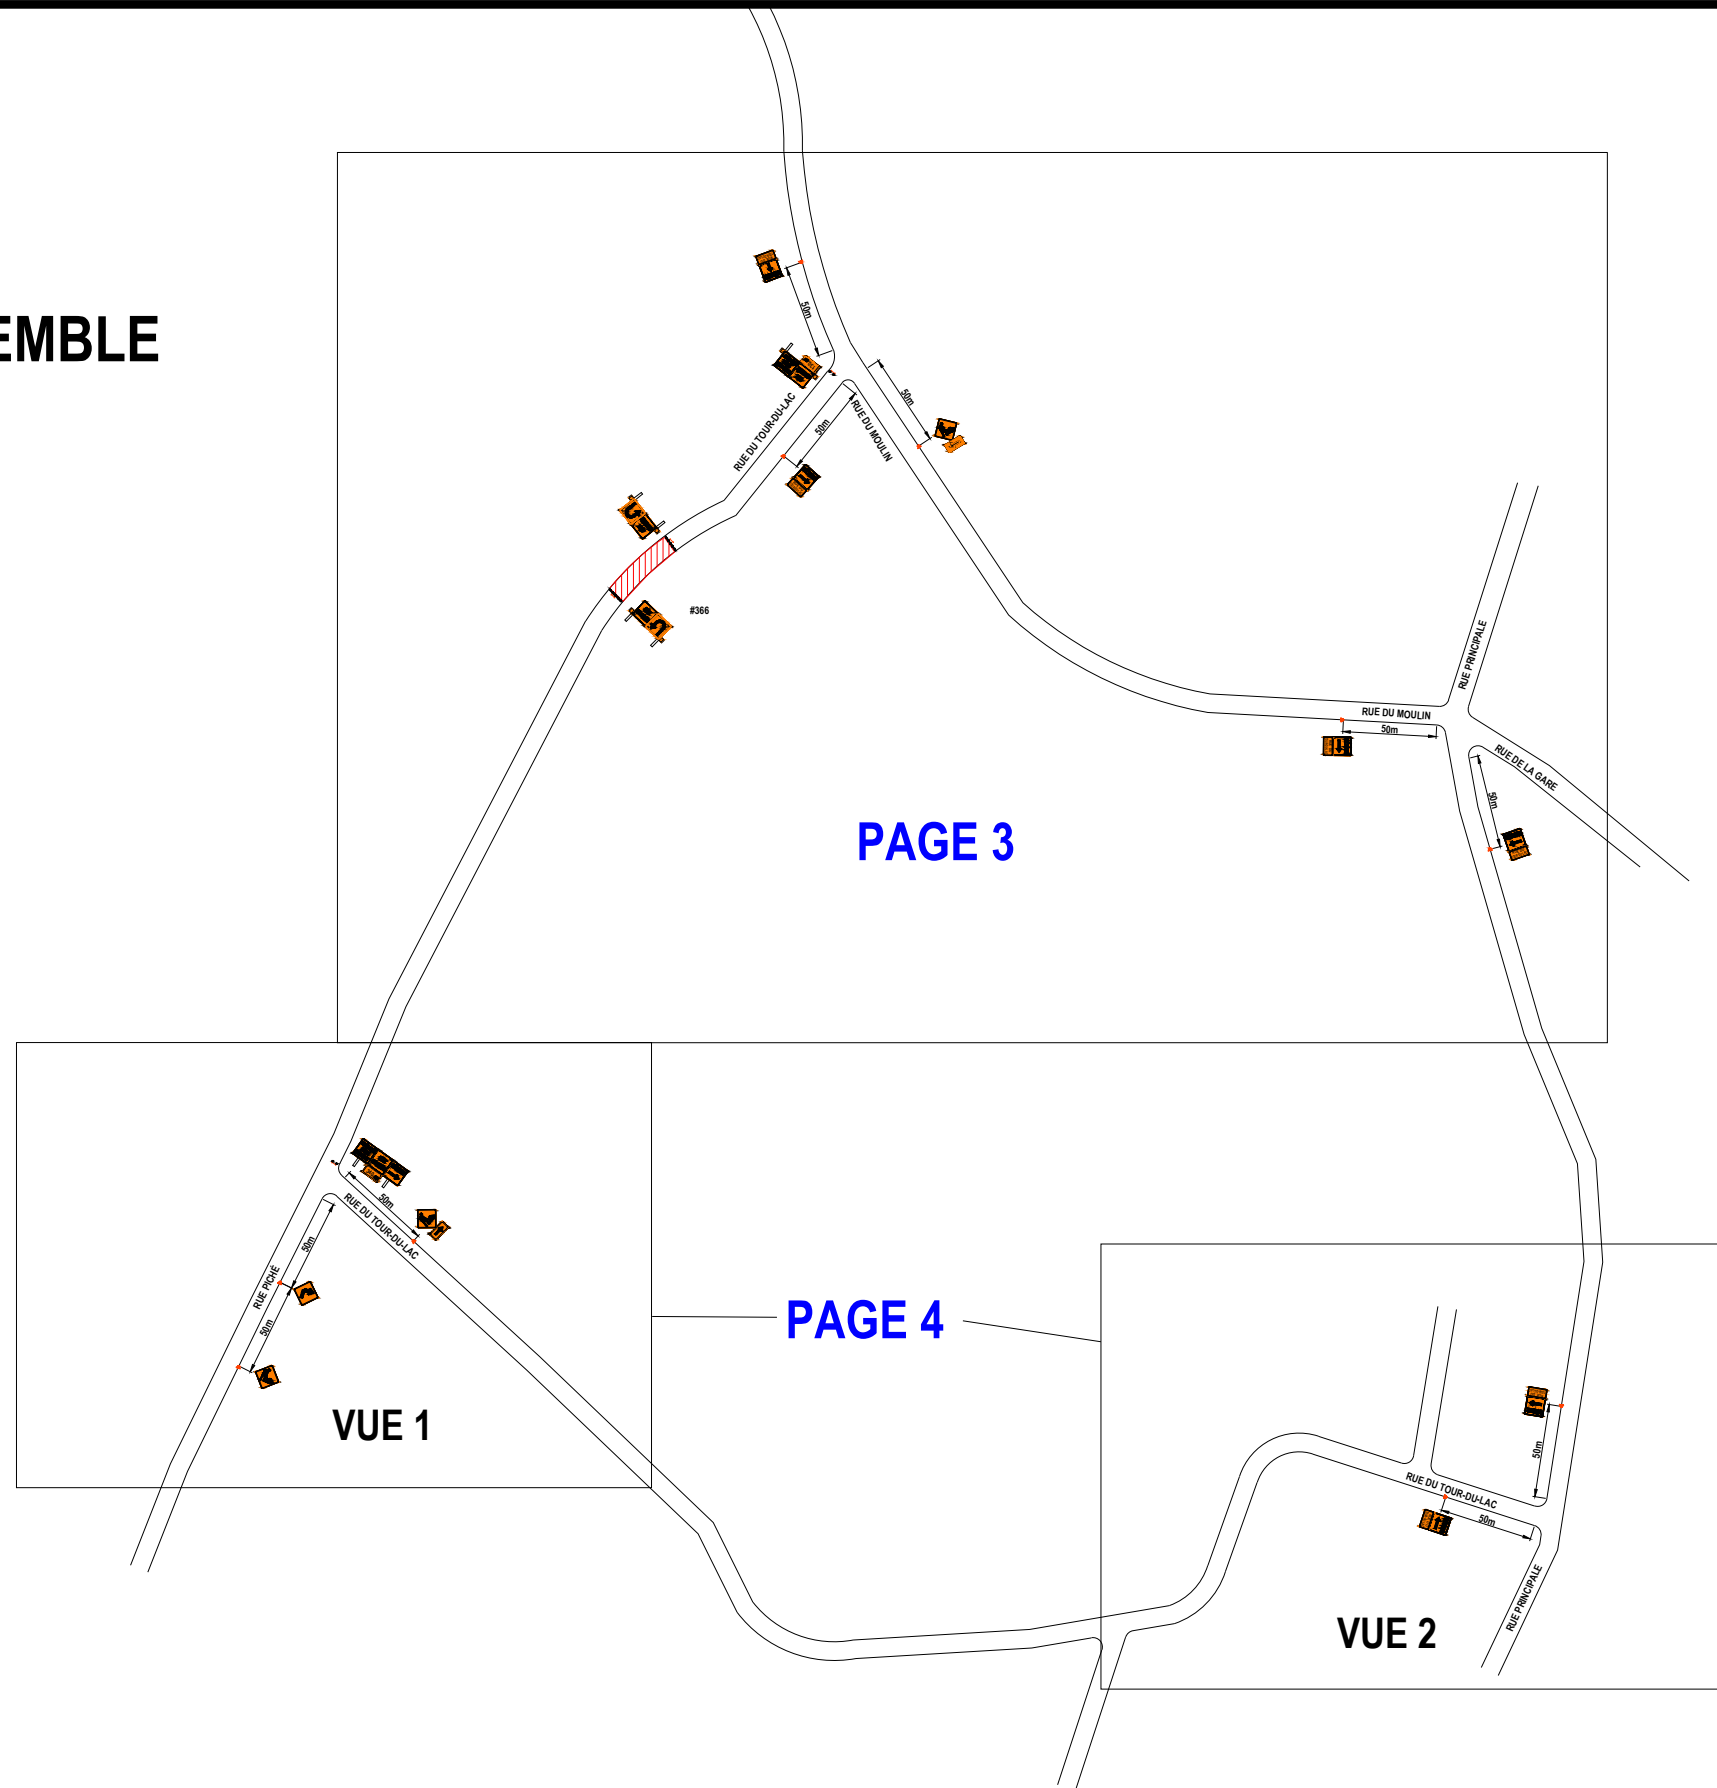 EMBLE
50m
50m
RUE DU TOUR-DU-LAC
50m
RUE DU MOULIN
#366
RUE PRINCIPALE
RUE DU MOULIN
50m
RUE DE LA GARE
50m
PAGE 3
50m
RUE DU TOUR-DU-LAC
50m
RUE PICHÉ
50m
PAGE 4
VUE 1
50m
RUE DU TOUR-DU-LAC
50m
RUE PRINCIPALE
VUE 2